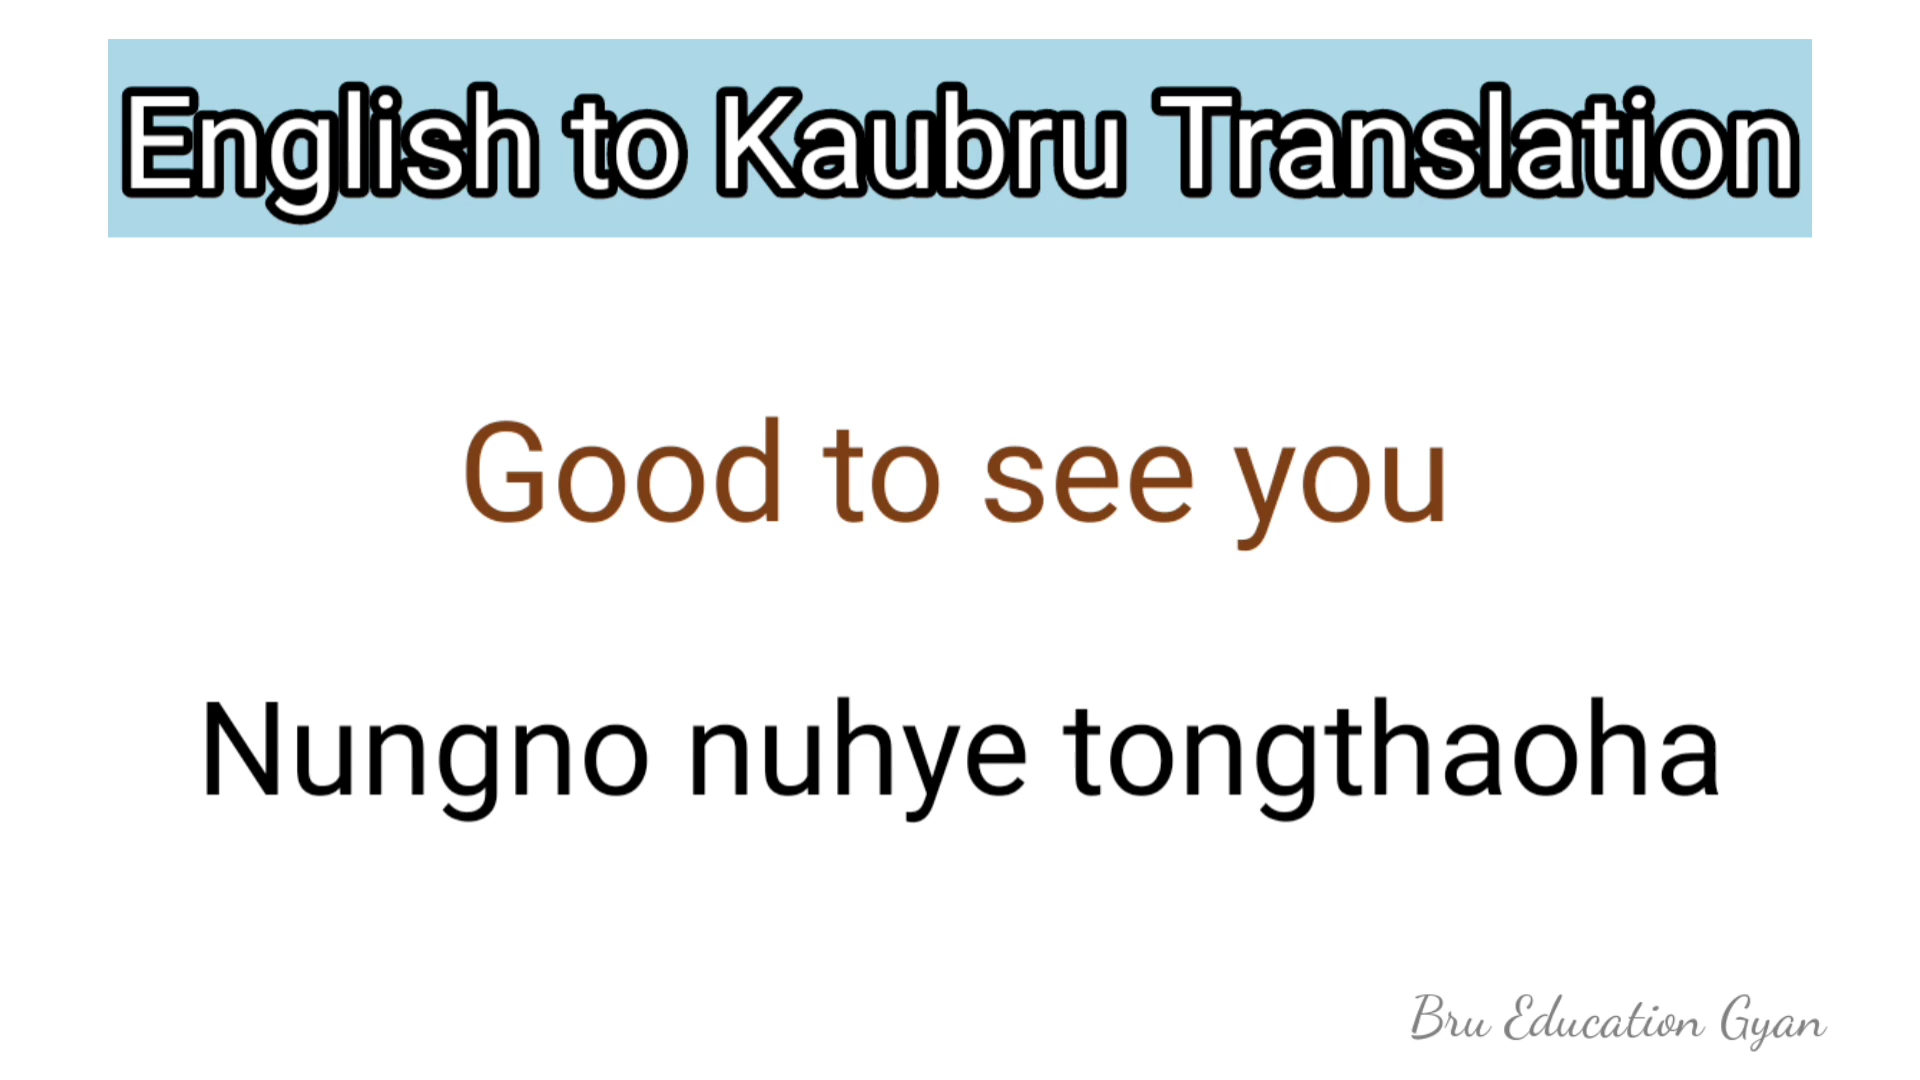 English to Kaubru Translation
Good to see you
Nungno nuhye tongthaoha
Bru Education Gyan